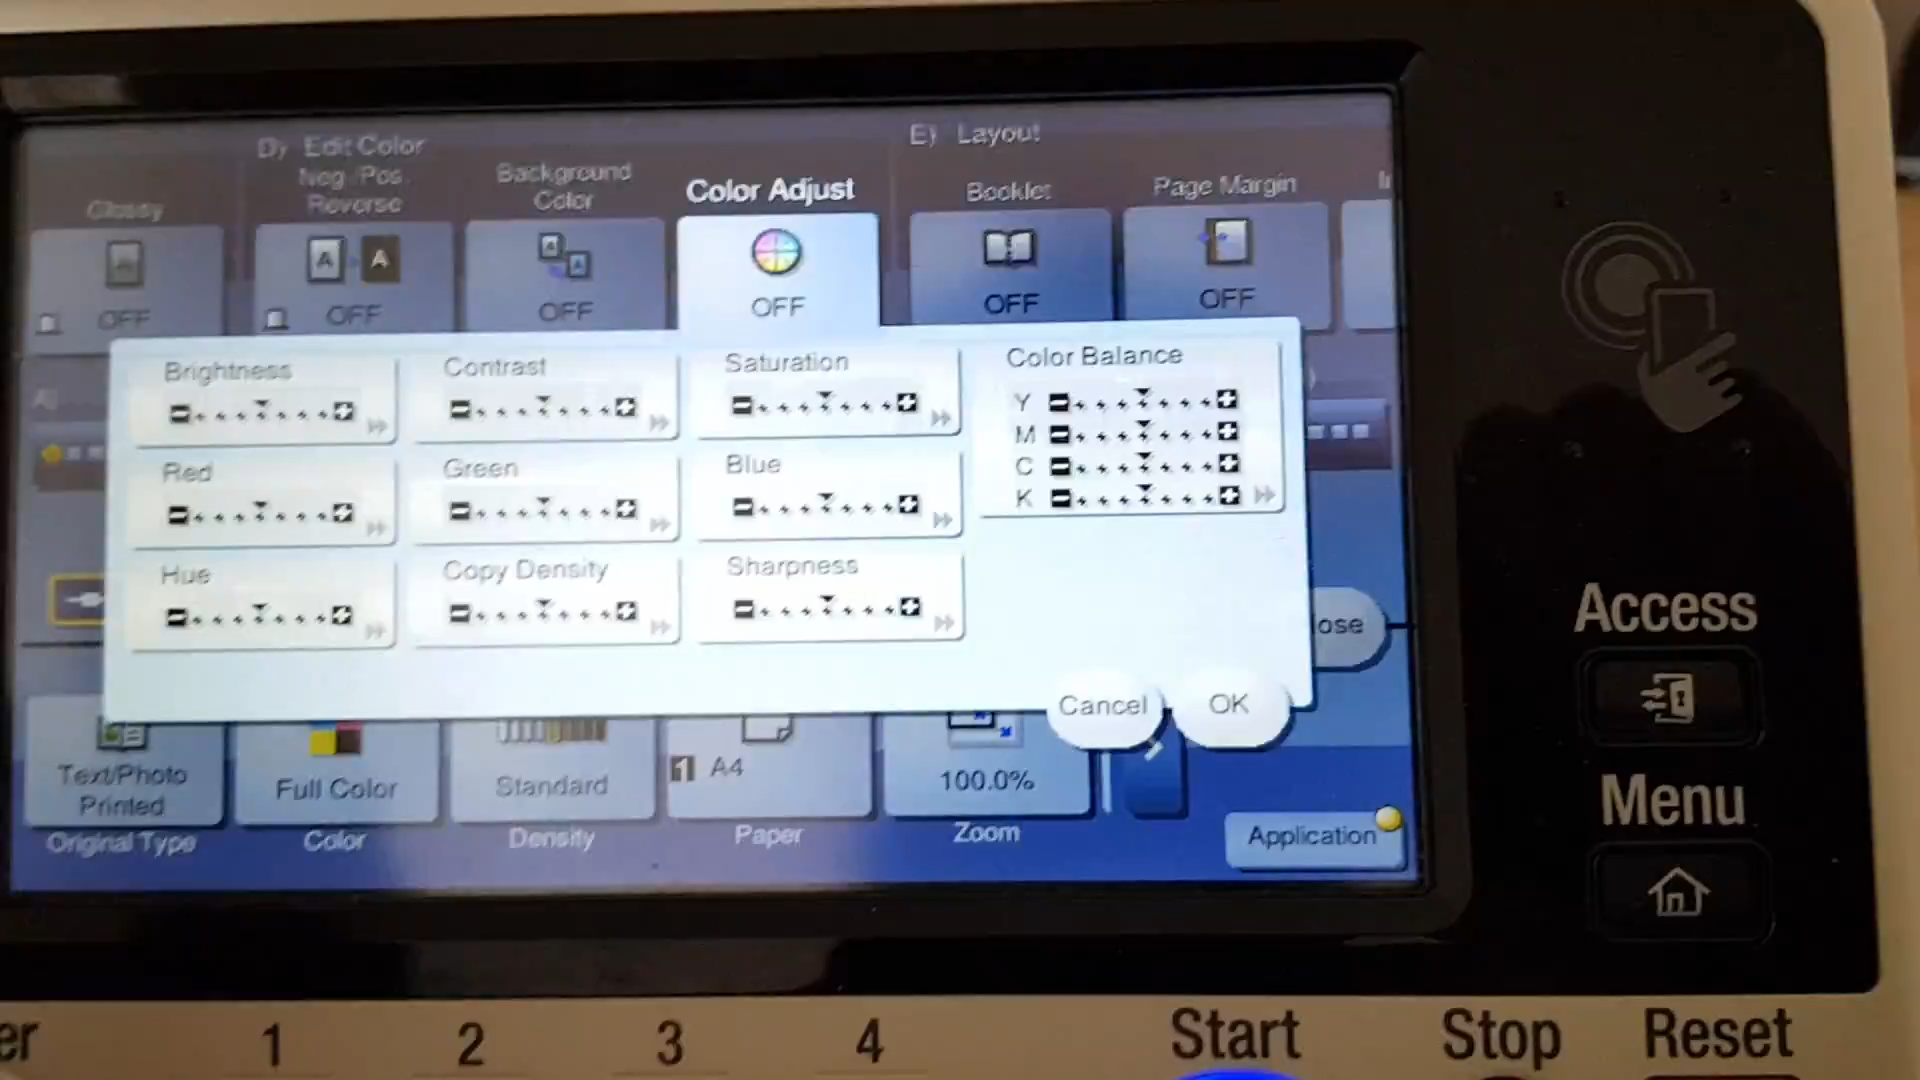 D) Edit Color
E) Layout
Glossy
Neg./Pos.
Reverse
Background
Color
Color Adjust
Booklet
Page Margin
A
A
OFF
OFF
OFF
OFF
OFF
OFF
Brightness
Contrast
Saturation
Color Balance
Y
M
C
K
Red
Green
Blue
Hue
Copy Density
Sharpness
lose
Cancel
OK
Text/Photo
Printed
Full Color
Standard
1 A4
100.0%
Original Type
Color
Density
Paper
Zoom
Application
Access
Menu
er
1
2
3
4
Start
Stop
Reset